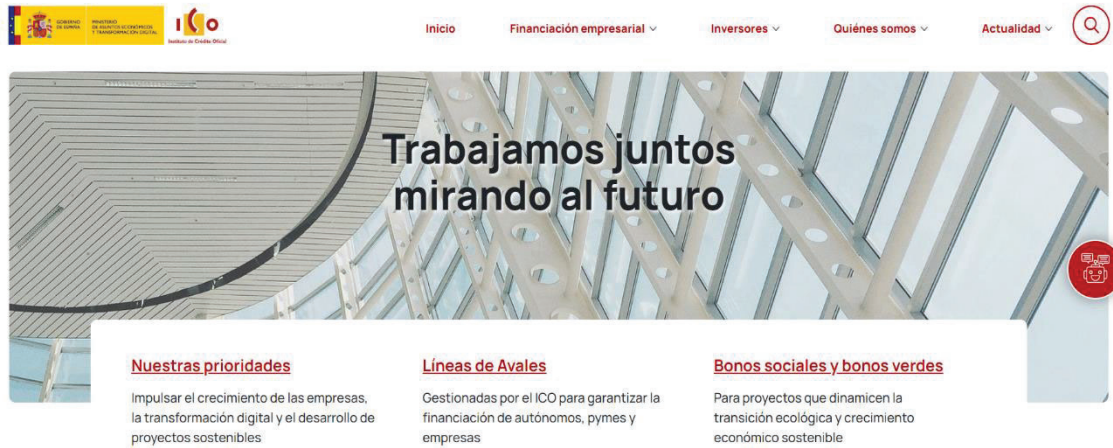 GOBIERNO
DE ESPAÑA
MINISTERIO
DE ASUNTOS ECONÓMICOS
Y TRANSFORMACIÓN DIGITAL
ICO
Instituto de Crédito Oficial
Inicio
Financiación empresarial
Inversores
Quiénes somos
Actualidad
Trabajamos juntos
mirando al futuro
Nuestras prioridades
Impulsar el crecimiento de las empresas,
la transformación digital y el desarrollo de
proyectos sostenibles
Líneas de Avales
Gestionadas por el ICO para garantizar la
financiación de autónomos, pymes y
empresas
Bonos sociales y bonos verdes
Para proyectos que dinamicen la
transición ecológica y crecimiento
económico sostenible